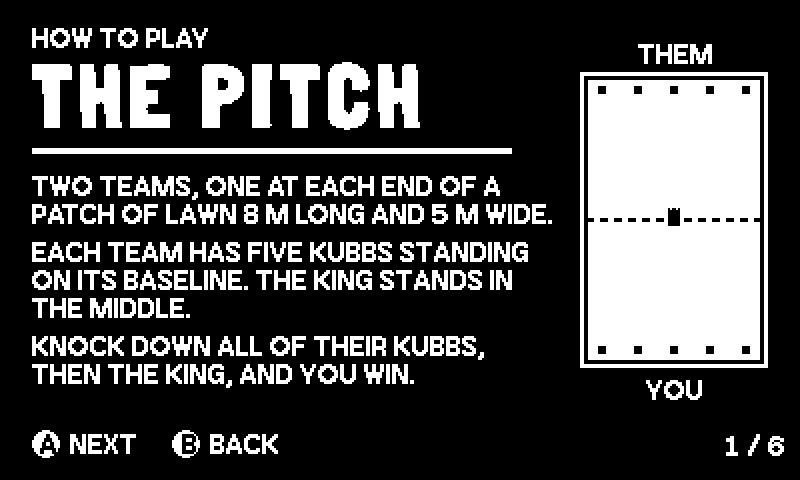 HOW TO PLAY
THE PITCH
TWO TEAMS, ONE AT EACH END OF A
PATCH OF LAWN 8 M LONG AND 5 M WIDE.
EACH TEAM HAS FIVE KUBBS STANDING
ON ITS BASELINE. THE KING STANDS IN
THE MIDDLE.
KNOCK DOWN ALL OF THEIR KUBBS,
THEN THE KING, AND YOU WIN.
THEM
YOU
A NEXT B BACK
1 / 6